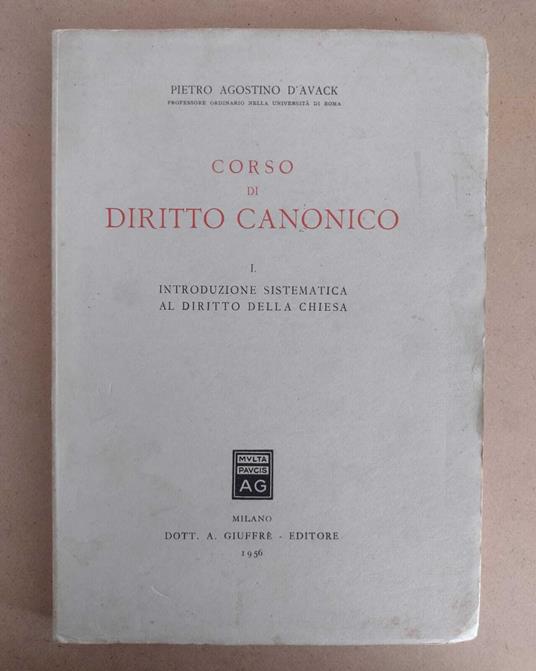 PIETRO AGOSTINO D'AVACK
PROFESSORE ORDINARIO NELLA UNIVERSITÀ DI ROMA
CORSO
DI
DIRITTO CANONICO
I.
INTRODUZIONE SISTEMATICA
AL DIRITTO DELLA CHIESA
MVLTA
PAVCIS
AG
MILANO
DOTT. A. GIUFFRÈ - EDITORE
1956